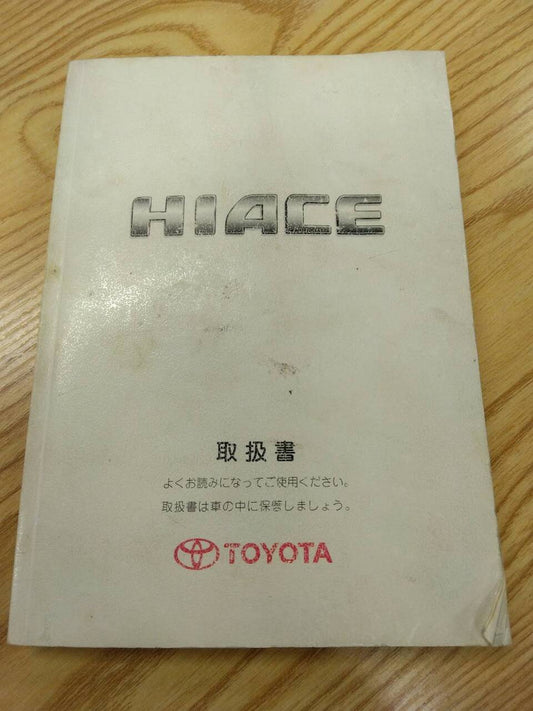 HIACE
取扱書
よくお読みになってご使用ください。
取扱書は車の中に保管しましょう。
TOYOTA